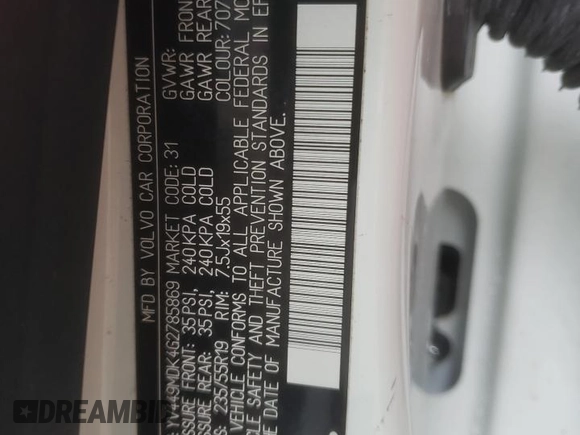 MFD BY VOLVO CAR CORPORATION
YV449MDK4G2785869 MARKET CODE: 31 GVWR:
SSURE FRONT: 35PSI, 240KPA COLD GAWR FRON
SSURE REAR: 35PSI, 240KPA COLD GAWR REAR
S: 235/55R19 RIM: 7.5Jx19x55 COLOUR: 707
VEHICLE CONFORMS TO ALL APPLICABLE FEDERAL MO
CLE SAFETY AND THEFT PREVENTION STANDARDS IN EF
HE DATE OF MANUFACTURE SHOWN ABOVE.
DREAMBID